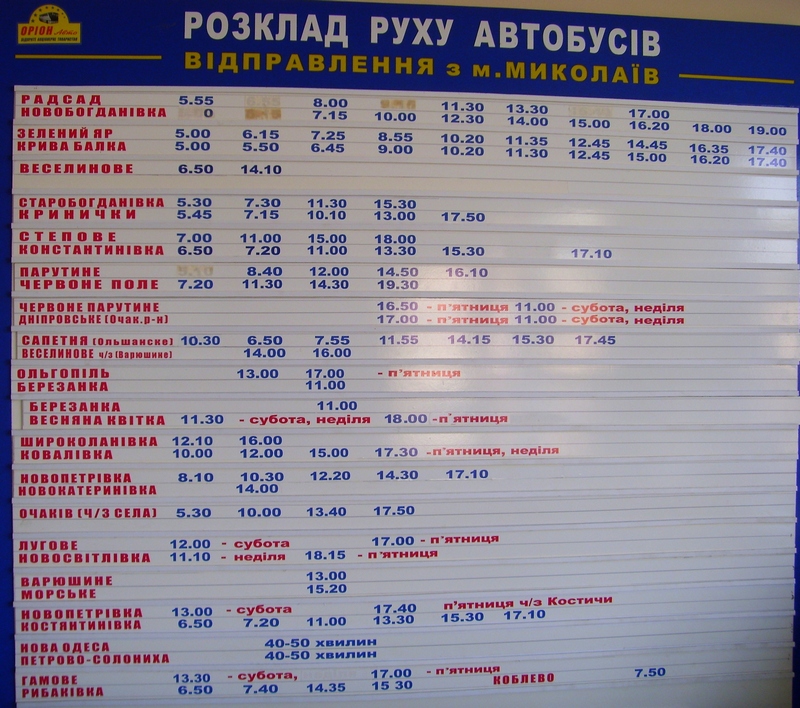 ОРІОН Авто
РОЗКЛАД РУХУ АВТОБУСІВ
ВІДПРАВЛЕННЯ з м.МИКОЛАЇВ
РАДСАД 5.55 8.00 11.30 13.30 17.00
НОВОБОГДАНІВКА 0 7.15 10.00 12.30 14.00 15.00 16.20 18.00 19.00
ЗЕЛЕНИЙ ЯР 5.00 6.15 7.25 8.55 10.20 11.35 12.45 14.45 16.35 17.40
КРИВА БАЛКА 5.00 5.50 6.45 9.00 10.20 11.30 12.45 15.00 16.20 17.40
ВЕСЕЛИНОВЕ 6.50 14.10
СТАРОБОГДАНІВКА 5.30 7.30 11.30 15.30
КРИНИЧКИ 5.45 7.15 10.10 13.00 17.50
СТЕПОВЕ 7.00 11.00 15.00 18.00
КОНСТАНТИНІВКА 6.50 7.20 11.00 13.30 15.30 17.10
ПАРУТИНЕ 8.40 12.00 14.50 16.10
ЧЕРВОНЕ ПОЛЕ 7.20 11.30 14.30 19.30
ЧЕРВОНЕ ПАРУТИНЕ 16.50 - п'ятниця 11.00 - субота, неділя
ДНІПРОВСЬКЕ (Очак.р-н) 17.00 - п'ятниця 11.00 - субота, неділя
САПЕТНЯ (Ольшанске) 10.30 6.50 7.55 11.55 14.15 15.30 17.45
ВЕСЕЛИНОВЕ ч/з (Варюшине) 14.00 16.00
ОЛЬГОПІЛЬ 13.00 17.00 - п'ятниця
БЕРЕЗАНКА 11.00
БЕРЕЗАНКА 11.00
ВЕСНЯНА КВІТКА 11.30 - субота, неділя 18.00 -п'ятниця
ШИРОКОЛАНІВКА 12.10 16.00
КОВАЛІВКА 10.00 12.00 15.00 17.30 -п'ятниця, неділя
НОВОПЕТРІВКА 8.10 10.30 12.20 14.30 17.10
НОВОКАТЕРИНІВКА 14.00
ОЧАКІВ (Ч/З СЕЛА) 5.30 10.00 13.40 17.50
ЛУГОВЕ 12.00 - субота 17.00 - п'ятниця
НОВОСВІТЛІВКА 11.10 - неділя 18.15 - п'ятниця
ВАРЮШИНЕ 13.00
МОРСЬКЕ 15.20
НОВОПЕТРІВКА 13.00 - субота 17.40 п'ятниця ч/з Костичи
КОСТЯНТИНІВКА 6.50 7.20 11.00 13.30 15.30 17.10
НОВА ОДЕСА 40-50 хвилин
ПЕТРОВО-СОЛОНИХА 40-50 хвилин
ГАМОВЕ 13.30 - субота, 17.00 - п'ятниця
РИБАКІВКА 6.50 7.40 14.35 15 30 КОБЛЕВО 7.50